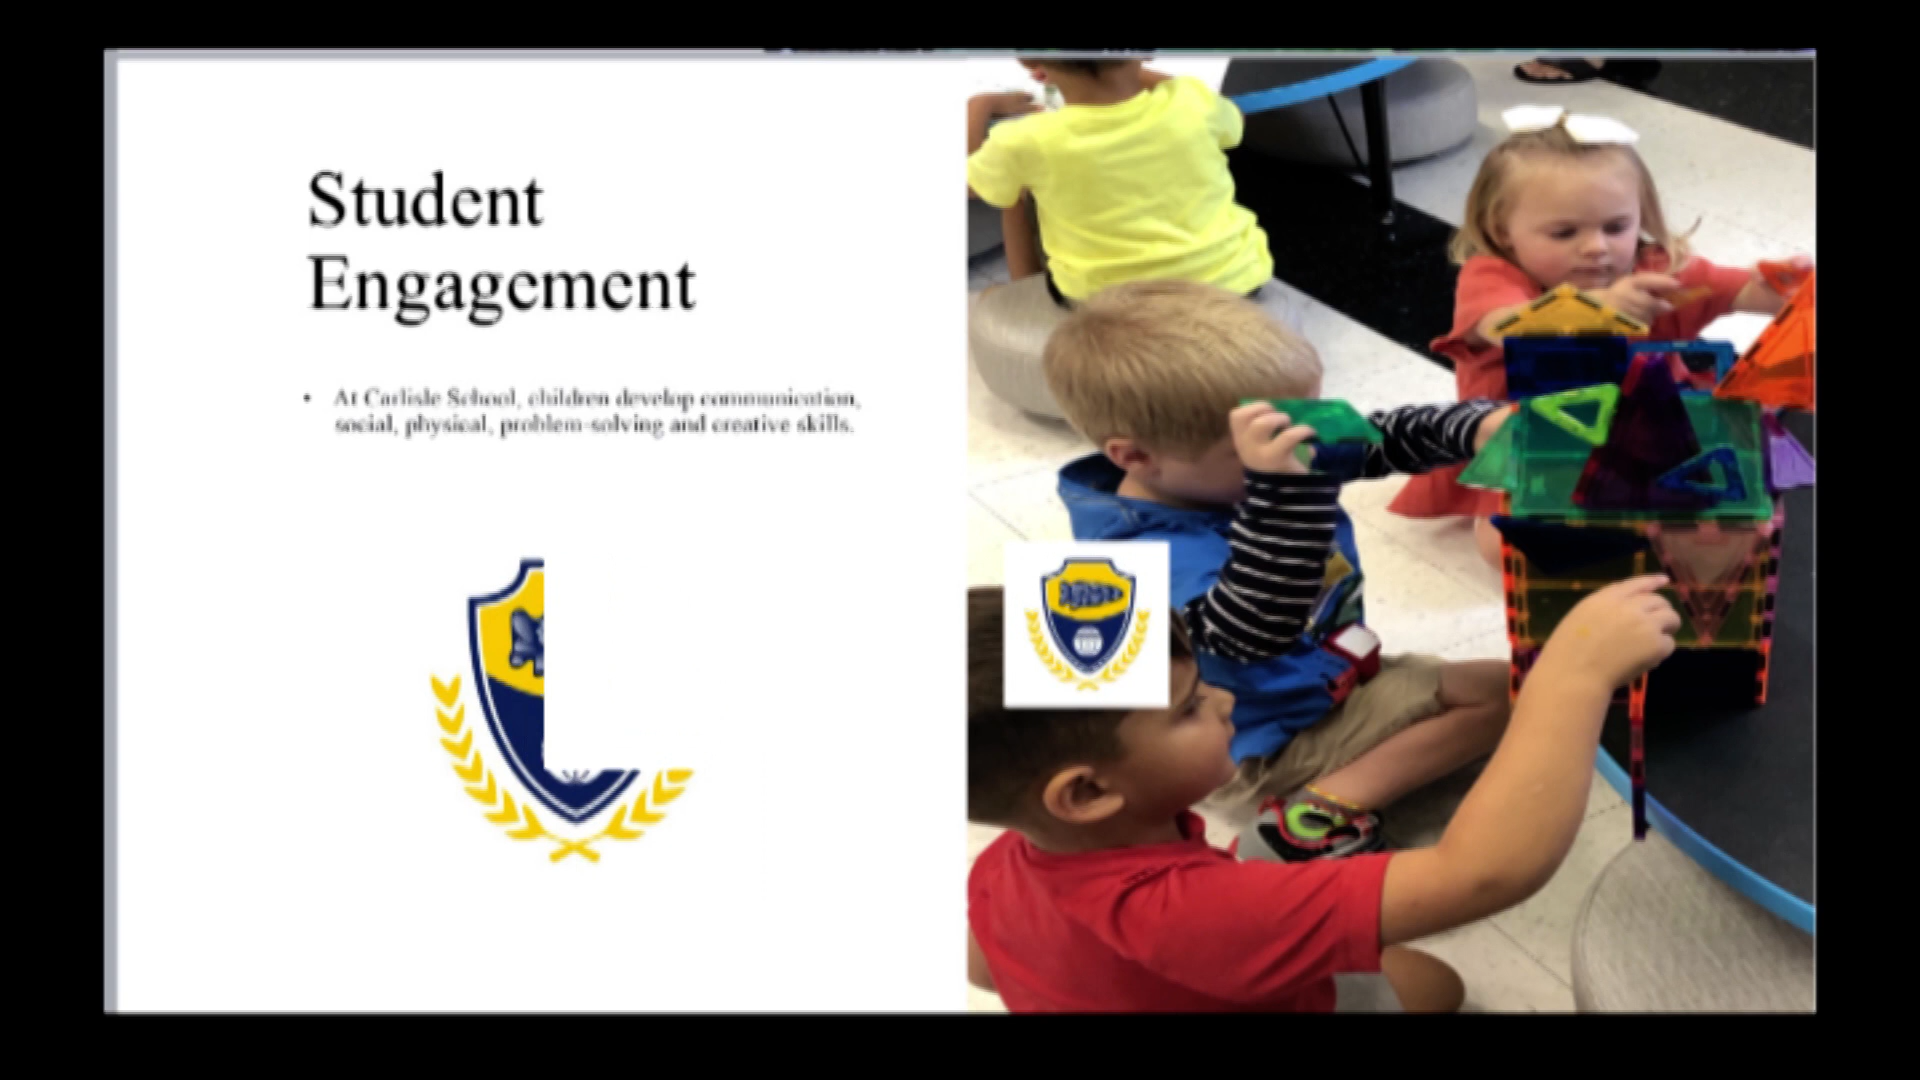 Student
Engagement
• At Carlisle School, children develop communication,
social, physical, problem-solving and creative skills.